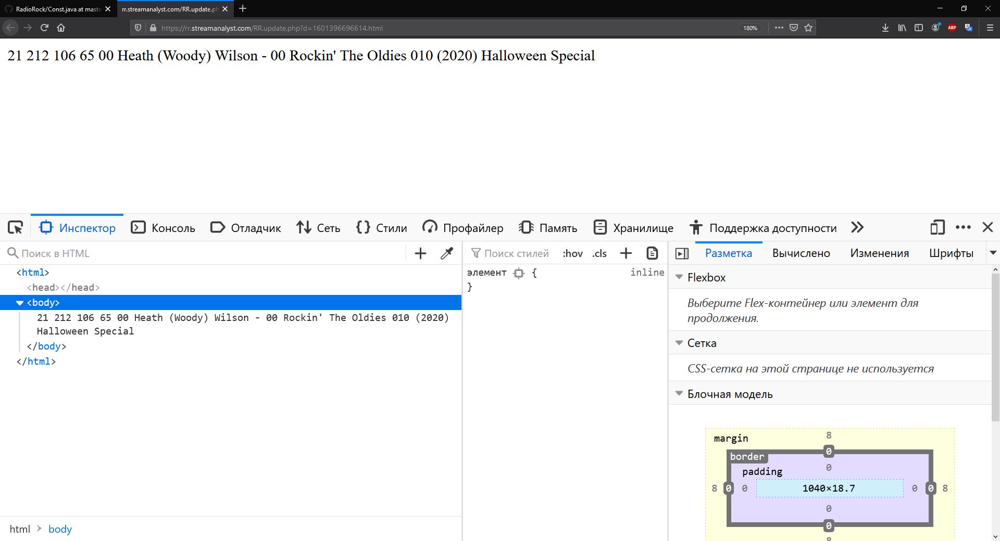 RadioRock/Const.java at maste
rr.streamanalyst.com/RR.update.ph
https://rr.streamanalyst.com/RR.update.php?d=1601396696614.html
180%
ABP
21 212 106 65 00 Heath (Woody) Wilson - 00 Rockin' The Oldies 010 (2020) Halloween Special
Инспектор
Консоль
Отладчик
Сеть
Стили
Профайлер
Память
Хранилище
Поддержка доступности
Поиск в HTML
Поиск стилей
:hov
.cls
Разметка
Вычислено
Изменения
Шрифты
<html>
<head></head>
<body>
21 212 106 65 00 Heath (Woody) Wilson - 00 Rockin' The Oldies 010 (2020)
Halloween Special
</body>
</html>
элемент {
inline
}
Flexbox
Выберите Flex-контейнер или элемент для
продолжения.
Сетка
CSS-сетка на этой странице не используется
Блочная модель
margin
8
border
0
padding
0
8 0 0 1040×18.7 0 0 8
0
0
8
html
body